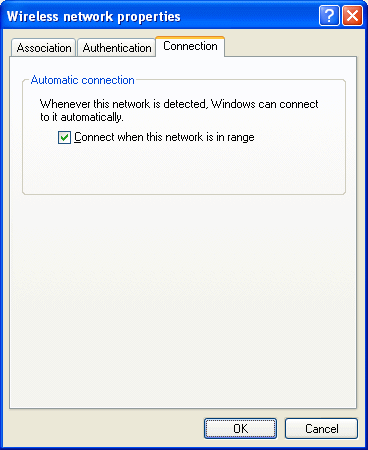 Wireless network properties
Association
Authentication
Connection
Automatic connection
Whenever this network is detected, Windows can connect
to it automatically.
Connect when this network is in range
OK
Cancel